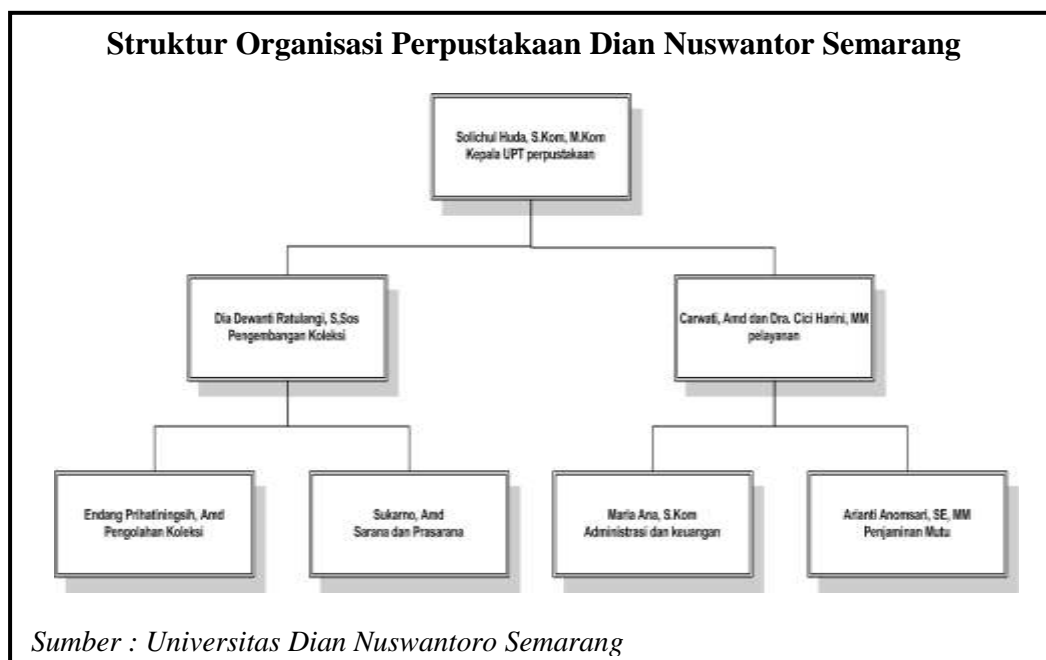 Struktur Organisasi Perpustakaan Dian Nuswantor Semarang
Solichul Huda, S.Kom, M.Kom
Kepala UPT perpustakaan
Dia Dewanti Ratulangi, S,Sos
Pengembangan Koleksi
Carwati, Amd dan Dra. Cici Harini, MM
pelayanan
Endang Prihatiningsih, Amd
Pengolahan Koleksi
Sukarno, Amd
Sarana dan Prasarana
Maria Ana, S.Kom
Administrasi dan keuangan
Arianti Anomsari, SE, MM
Penjaminan Mutu
Sumber : Universitas Dian Nuswantoro Semarang